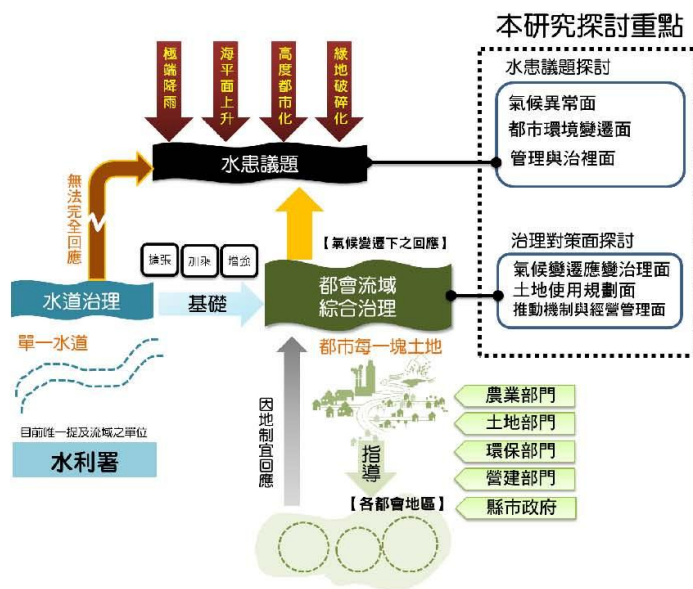 本研究探討重點
極端降雨
海平面上升
高度都市化
綠地破碎化
水患議題
水患議題探討
氣候異常面
都市環境變遷面
管理與治裡面
無法完全回應
【氣候變遷下之回應】
擴張
加乘
增強
水道治理
基礎
都會流域
綜合治理
治理對策面探討
氣候變遷應變治理面
土地使用規劃面
推動機制與經營管理面
單一水道
都市每一塊土地
目前唯一提及流域之單位
水利署
因地制宜回應
指導
【各都會地區】
農業部門
土地部門
環保部門
營建部門
縣市政府